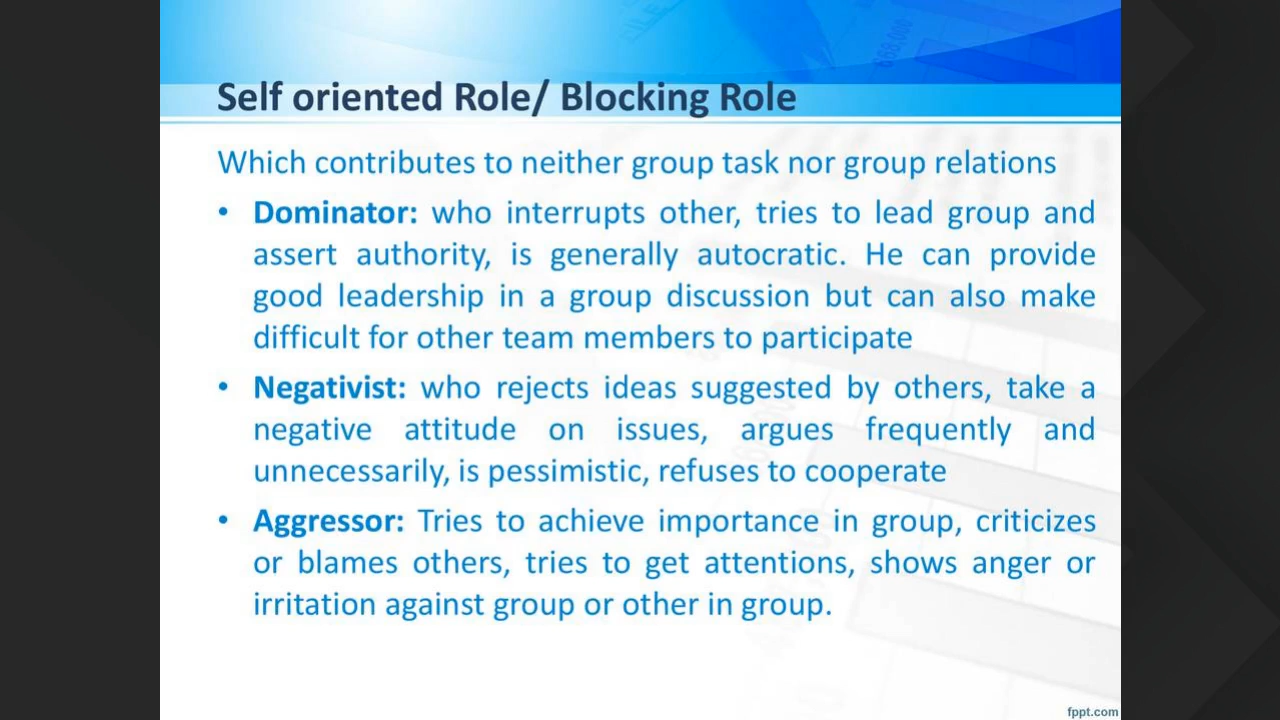 Self oriented Role/ Blocking Role
Which contributes to neither group task nor group relations
• Dominator: who interrupts other, tries to lead group and
assert authority, is generally autocratic. He can provide
good leadership in a group discussion but can also make
difficult for other team members to participate
• Negativist: who rejects ideas suggested by others, take a
negative attitude on issues, argues frequently and
unnecessarily, is pessimistic, refuses to cooperate
• Aggressor: Tries to achieve importance in group, criticizes
or blames others, tries to get attentions, shows anger or
irritation against group or other in group.
fppt.com